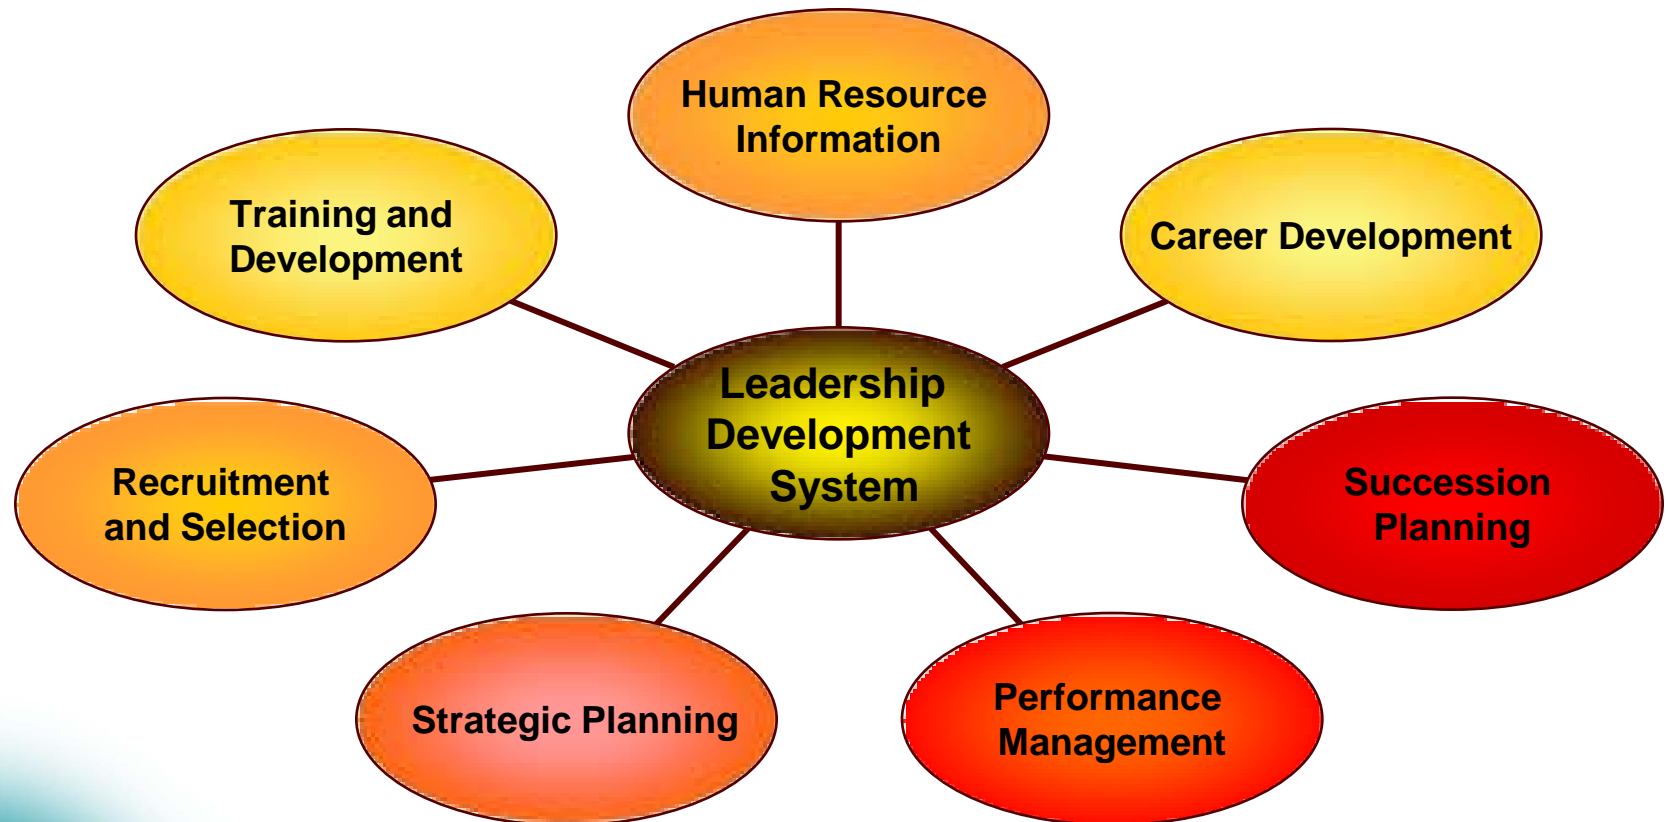 Human Resource
Information
Training and
Development
Career Development
Leadership
Development
System
Recruitment
and Selection
Succession
Planning
Strategic Planning
Performance
Management